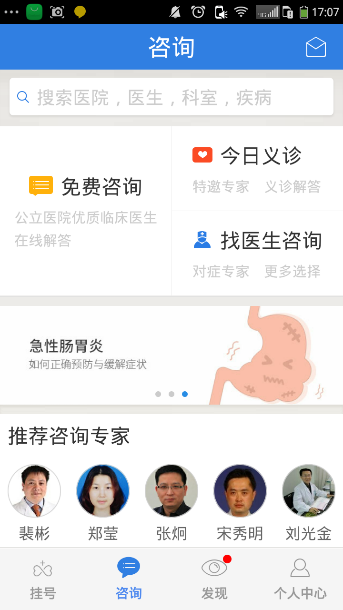 17:07
咨询
搜索医院，医生，科室，疾病
免费咨询
公立医院优质临床医生
在线解答
今日义诊
特邀专家 义诊解答
找医生咨询
对症专家 更多选择
急性肠胃炎
如何正确预防与缓解症状
推荐咨询专家
裴彬 郑莹 张炯 宋秀明 刘光金
挂号 咨询 发现 个人中心